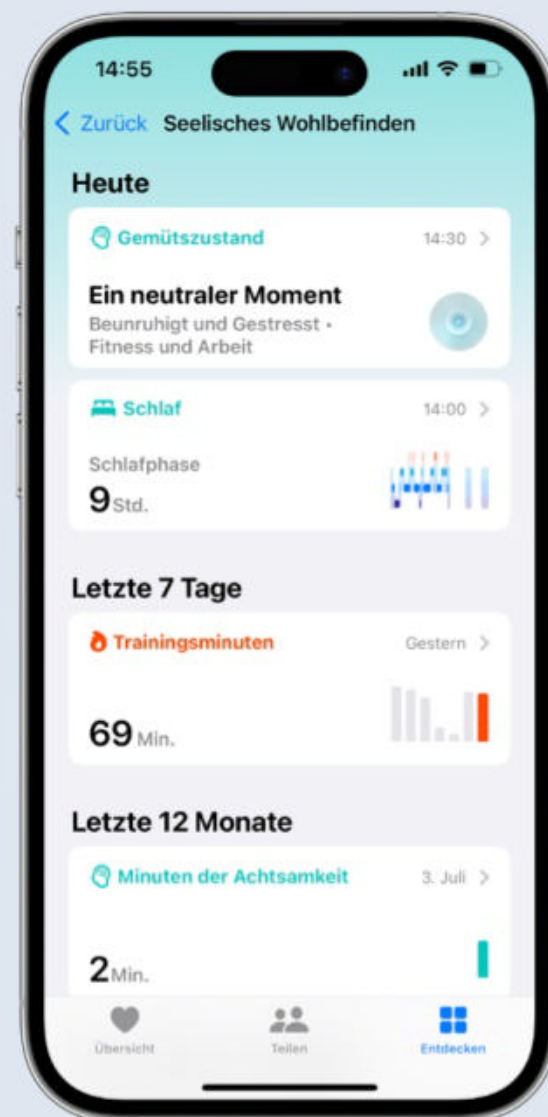 14:55
Zurück Seelisches Wohlbefinden
Heute
Gemütszustand 14:30
Ein neutraler Moment
Beunruhigt und Gestresst •
Fitness und Arbeit
Schlaf 14:00
Schlafphase
9 Std.
Letzte 7 Tage
Trainingsminuten Gestern
69 Min.
Letzte 12 Monate
Minuten der Achtsamkeit 3. Juli
2 Min.
Übersicht Teilen Entdecken